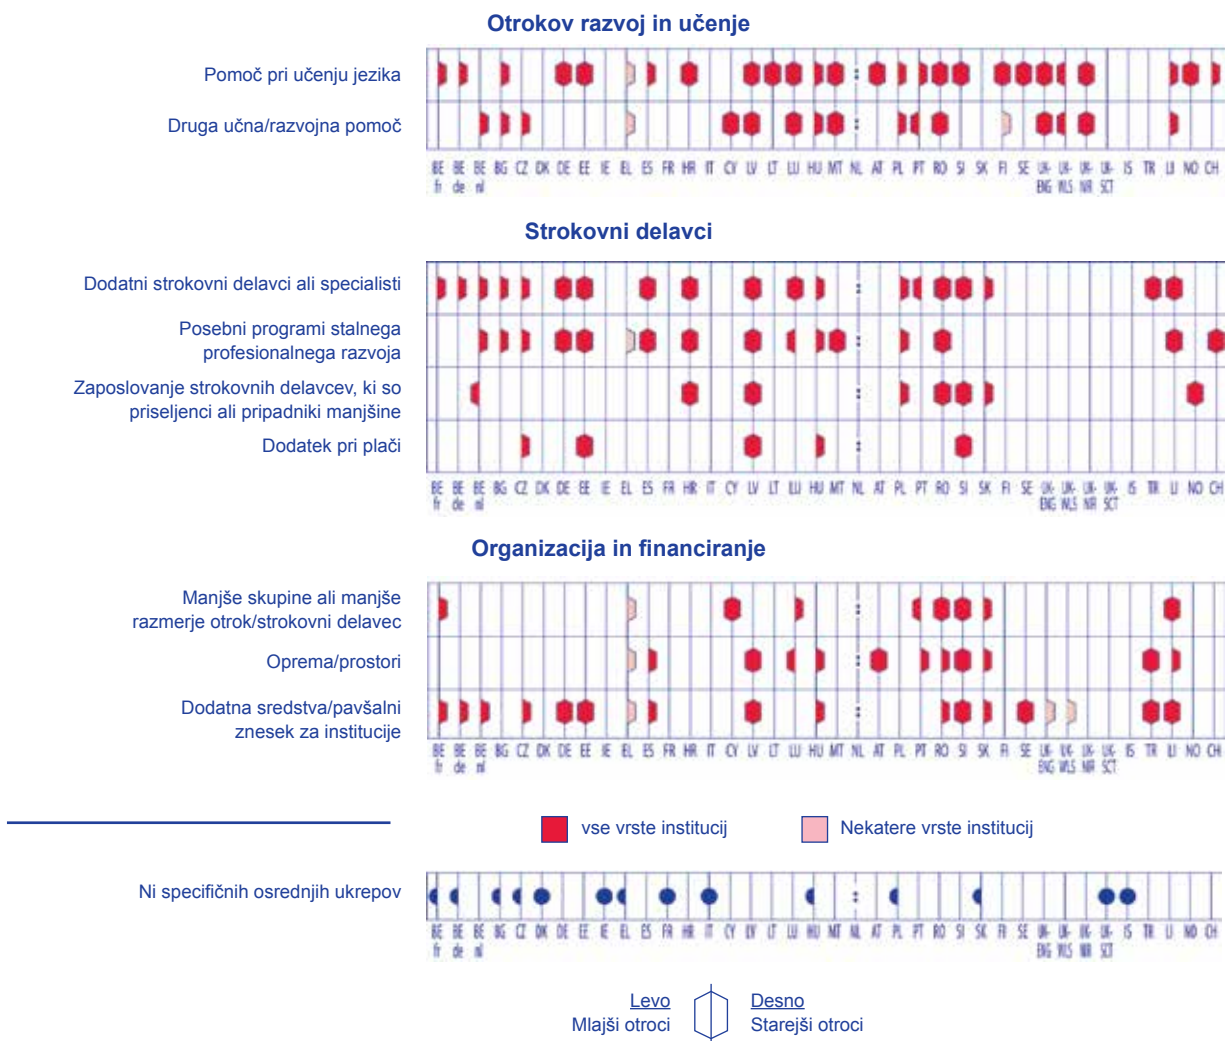 Otrokov razvoj in učenje
Pomoč pri učenju jezika
Druga učna/razvojna pomoč
BE BE BE BG CZ DK DE EE IE EL ES FR HR IT CY LV LT LU HU MT NL AT PL PT RO SI SK FI SE UK- UK- UK- UK- IS TR LI NO CH
fr de nl ENG WLS NIR SCT
Strokovni delavci
Dodatni strokovni delavci ali specialisti
Posebni programi stalnega
profesionalnega razvoja
Zaposlovanje strokovnih delavcev, ki so
priseljenci ali pripadniki manjšine
Dodatek pri plači
BE BE BE BG CZ DK DE EE IE EL ES FR HR IT CY LV LT LU HU MT NL AT PL PT RO SI SK FI SE UK- UK- UK- UK- IS TR LI NO CH
fr de nl ENG WLS NIR SCT
Organizacija in financiranje
Manjše skupine ali manjše
razmerje otrok/strokovni delavec
Oprema/prostori
Dodatna sredstva/pavšalni
znesek za institucije
BE BE BE BG CZ DK DE EE IE EL ES FR HR IT CY LV LT LU HU MT NL AT PL PT RO SI SK FI SE UK- UK- UK- UK- IS TR LI NO CH
fr de nl ENG WLS NIR SCT
vse vrste institucij
Nekatere vrste institucij
Ni specifičnih osrednjih ukrepov
BE BE BE BG CZ DK DE EE IE EL ES FR HR IT CY LV LT LU HU MT NL AT PL PT RO SI SK FI SE UK- UK- UK- UK- IS TR LI NO CH
fr de nl ENG WLS NIR SCT
Levo Desno
Mlajši otroci Starejši otroci